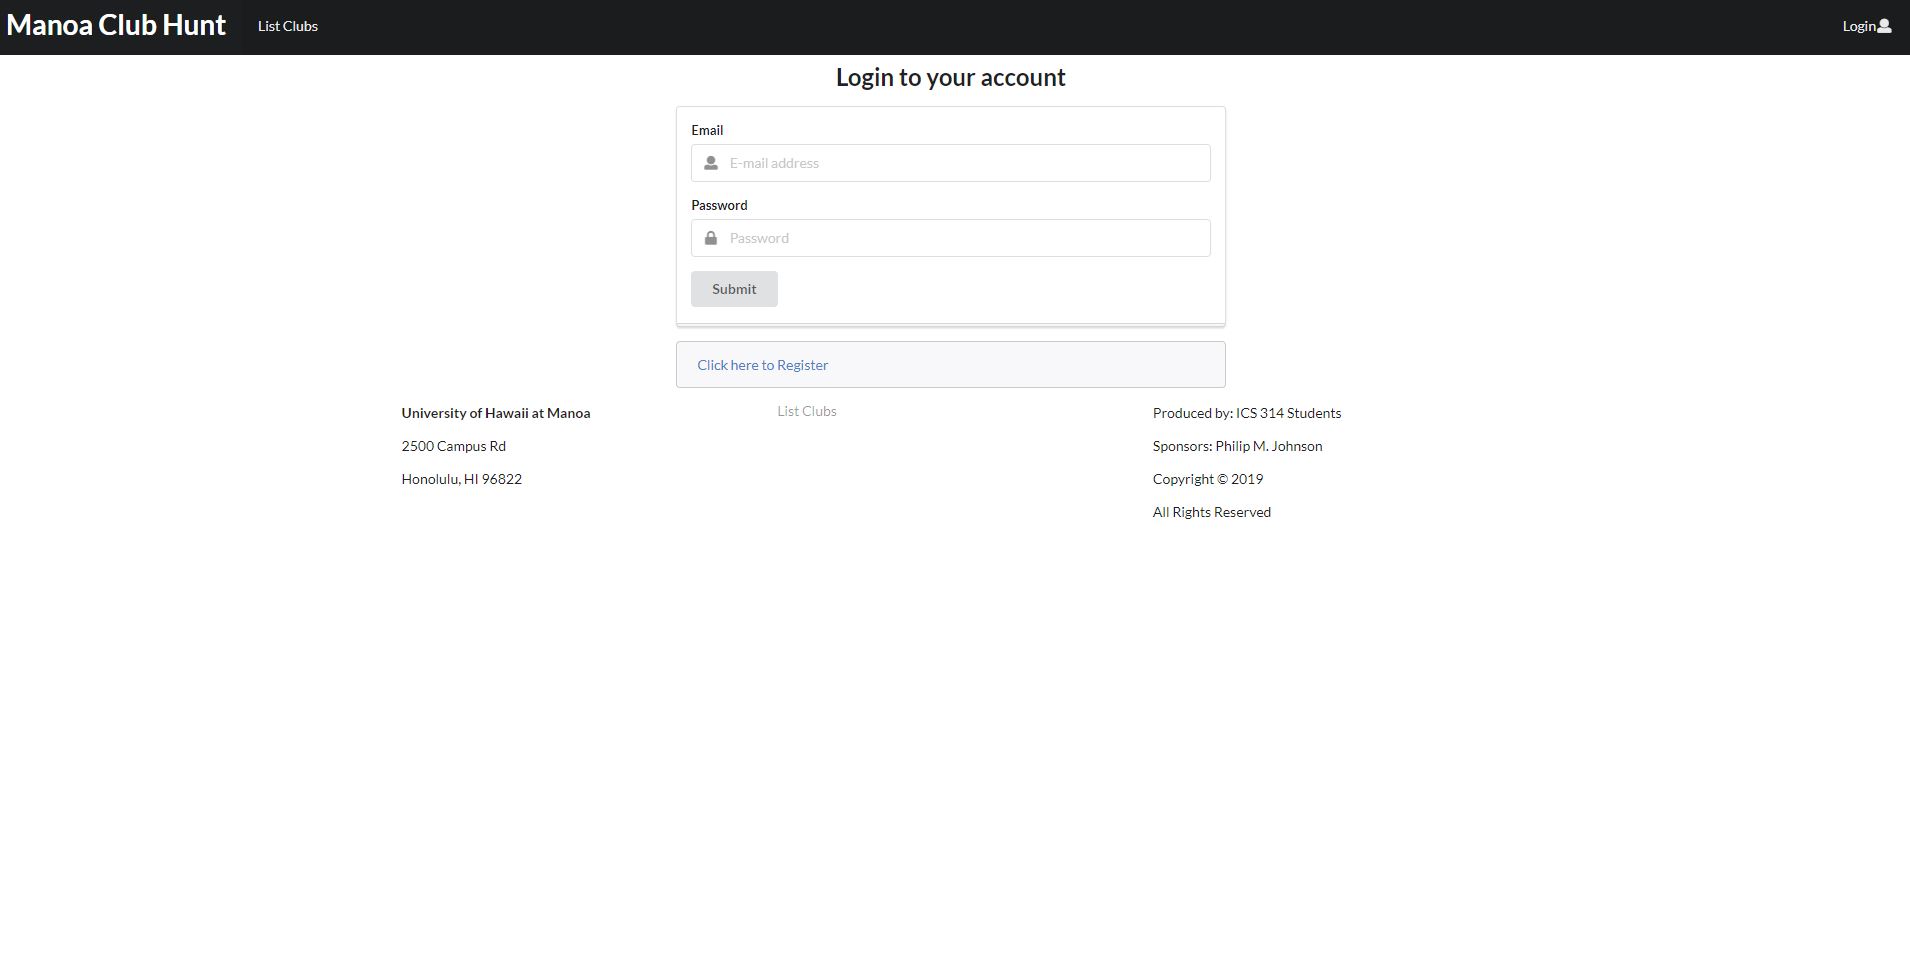 Manoa Club Hunt
List Clubs
Login
Login to your account
Email
E-mail address
Password
Password
Submit
Click here to Register
University of Hawaii at Manoa
2500 Campus Rd
Honolulu, HI 96822
List Clubs
Produced by: ICS 314 Students
Sponsors: Philip M. Johnson
Copyright © 2019
All Rights Reserved